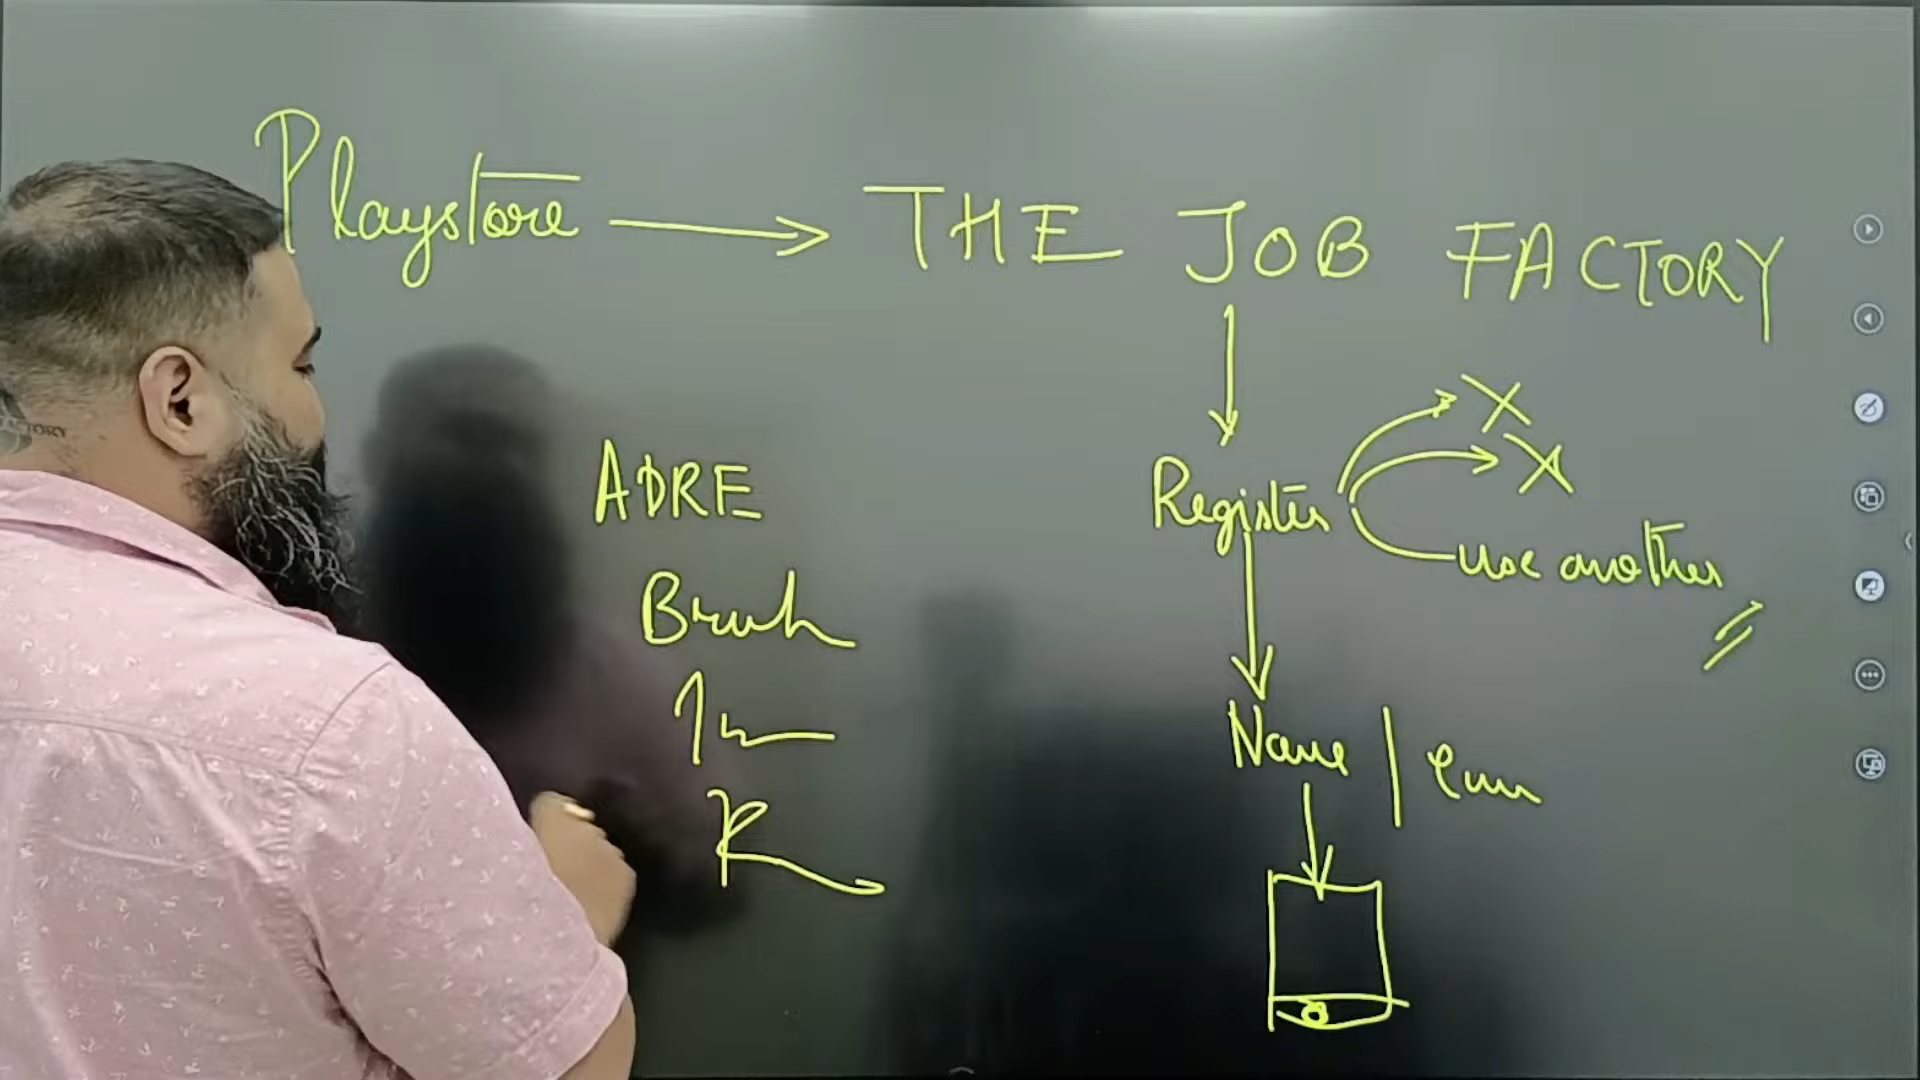 Playstore → THE JOB FACTORY
ADRE
Register
X
X
use another
Name |